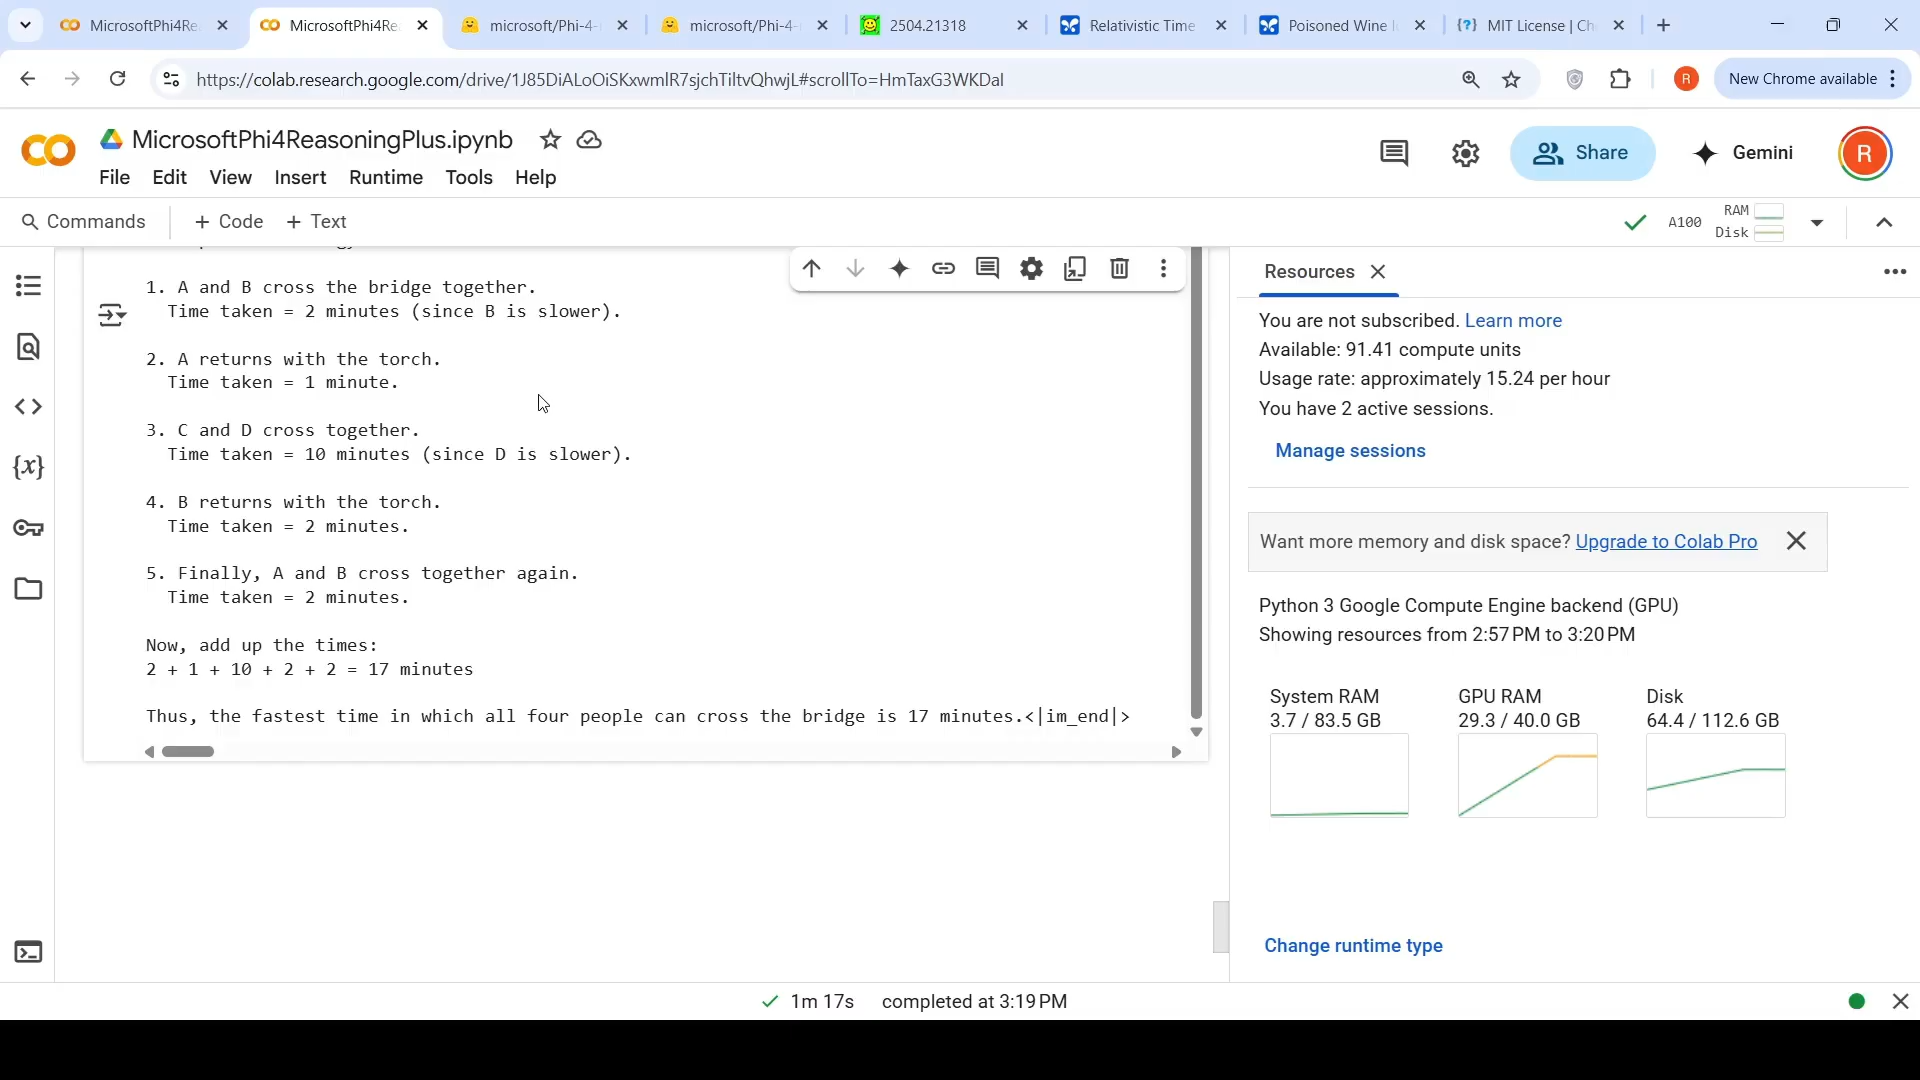 MicrosoftPhi4Re
MicrosoftPhi4Re
microsoft/Phi-4-
microsoft/Phi-4-
2504.21318
Relativistic Time
Poisoned Wine
MIT License | Ch
https://colab.research.google.com/drive/1J85DiALoOiSKxwmlR7sjchTiltvQhwjL#scrollTo=HmTaxG3WKDal
R
New Chrome available
MicrosoftPhi4ReasoningPlus.ipynb
Share
Gemini
R
File Edit View Insert Runtime Tools Help
Commands
+ Code
+ Text
A100
RAM
Disk
1. A and B cross the bridge together.
Time taken = 2 minutes (since B is slower).
2. A returns with the torch.
Time taken = 1 minute.
3. C and D cross together.
Time taken = 10 minutes (since D is slower).
4. B returns with the torch.
Time taken = 2 minutes.
5. Finally, A and B cross together again.
Time taken = 2 minutes.
Now, add up the times:
2 + 1 + 10 + 2 + 2 = 17 minutes
Thus, the fastest time in which all four people can cross the bridge is 17 minutes.<|im_end|>
Resources
You are not subscribed. Learn more
Available: 91.41 compute units
Usage rate: approximately 15.24 per hour
You have 2 active sessions.
Manage sessions
Want more memory and disk space? Upgrade to Colab Pro
Python 3 Google Compute Engine backend (GPU)
Showing resources from 2:57 PM to 3:20 PM
System RAM
3.7 / 83.5 GB
GPU RAM
29.3 / 40.0 GB
Disk
64.4 / 112.6 GB
Change runtime type
1m 17s completed at 3:19 PM